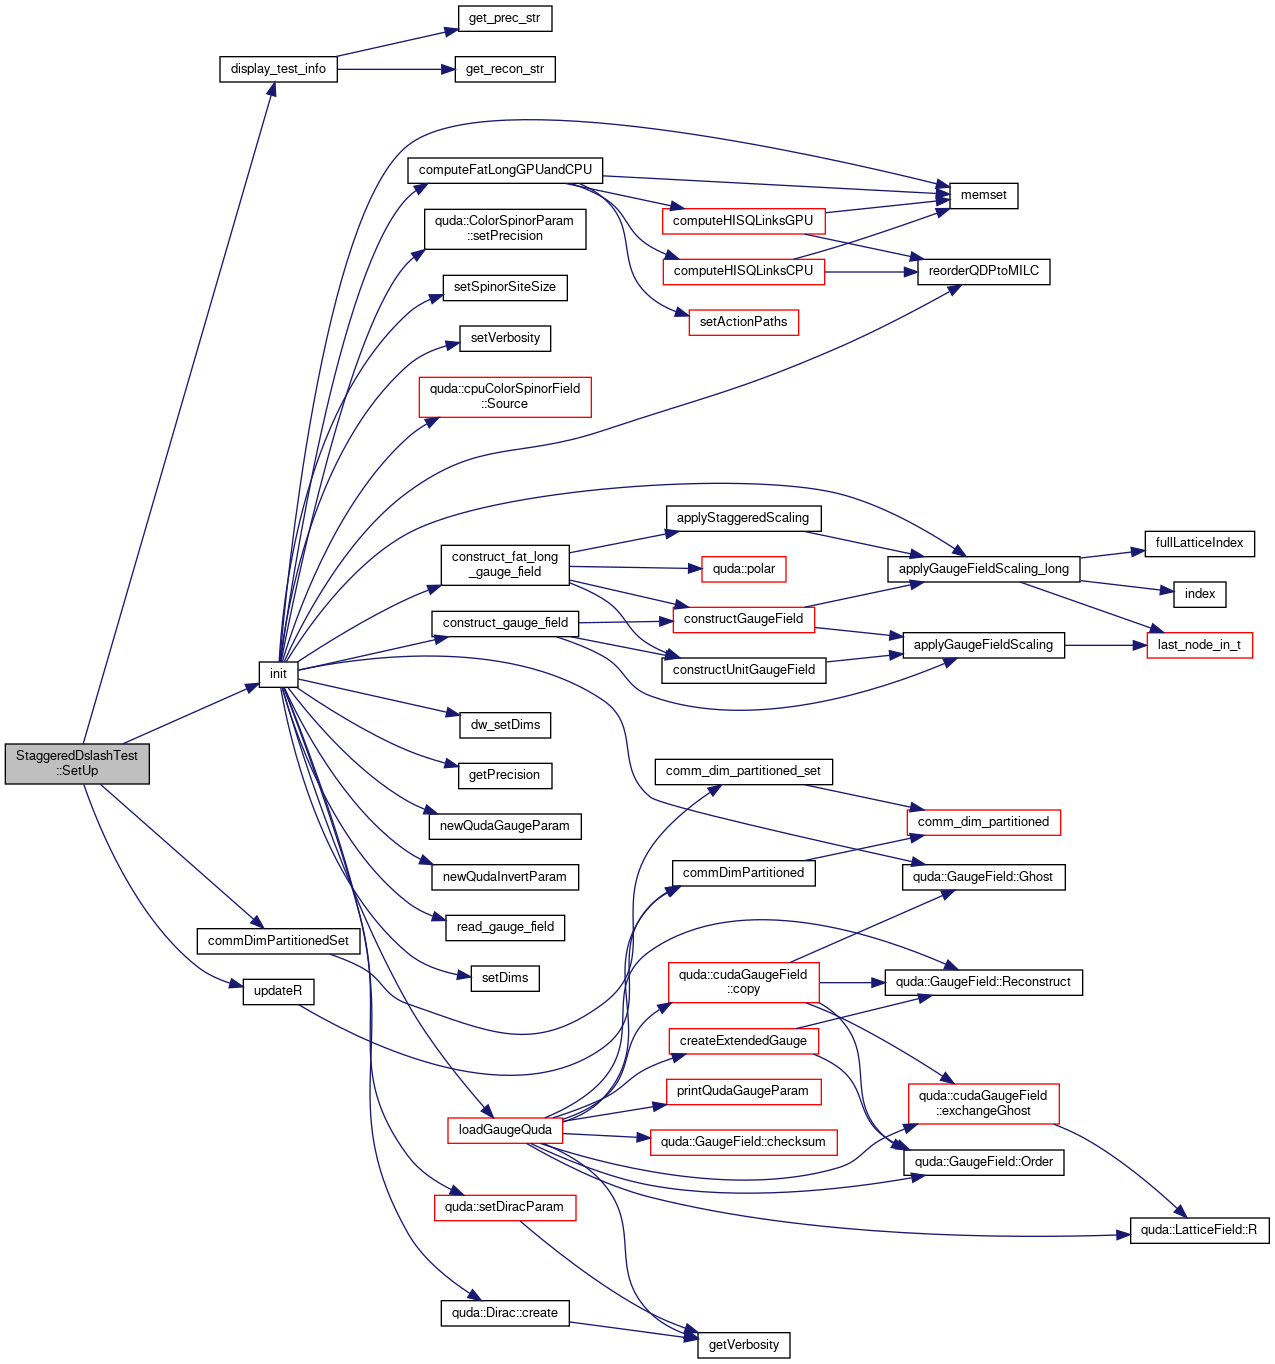 get_prec_str
display_test_info
get_recon_str
computeFatLongGPUandCPU
memset
computeHISQLinksGPU
quda::ColorSpinorParam
::setPrecision
computeHISQLinksCPU
reorderQDPtoMILC
setSpinorSiteSize
setActionPaths
setVerbosity
quda::cpuColorSpinorField
::Source
applyStaggeredScaling
fullLatticeIndex
construct_fat_long
_gauge_field
quda::polar
applyGaugeFieldScaling_long
index
construct_gauge_field
constructGaugeField
applyGaugeFieldScaling
last_node_in_t
constructUnitGaugeField
init
dw_setDims
StaggeredDslashTest
::SetUp
getPrecision
comm_dim_partitioned_set
newQudaGaugeParam
comm_dim_partitioned
newQudaInvertParam
commDimPartitioned
quda::GaugeField::Ghost
read_gauge_field
commDimPartitionedSet
setDims
quda::cudaGaugeField
::copy
quda::GaugeField::Reconstruct
updateR
createExtendedGauge
printQudaGaugeParam
quda::cudaGaugeField
::exchangeGhost
loadGaugeQuda
quda::GaugeField::checksum
quda::GaugeField::Order
quda::setDiracParam
quda::LatticeField::R
quda::Dirac::create
getVerbosity